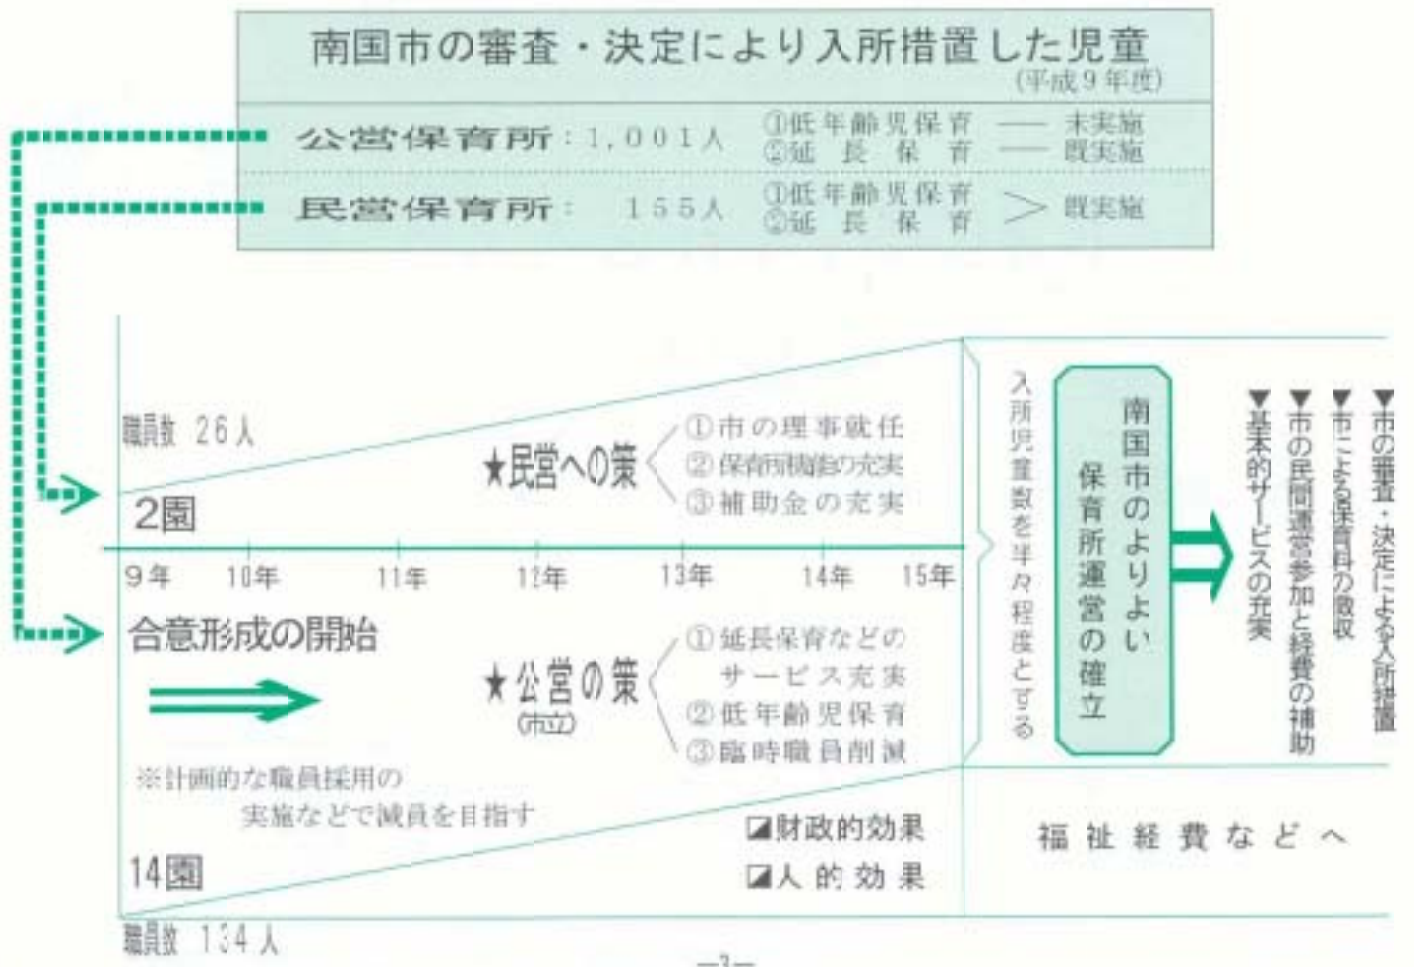 南国市の審査・決定により入所措置した児童
(平成9年度)
公営保育所：1,001人 ①低年齢児保育 ── 未実施
②延長保育 ── 既実施
民営保育所： 155人 ①低年齢児保育
②延長保育 ＞ 既実施
職員数 26人
2園
★民営への策
①市の理事就任
②保育所機能の充実
③補助金の充実
9年 10年 11年 12年 13年 14年 15年
合意形成の開始
★公営の策
(市立)
①延長保育などの
サービス充実
②低年齢児保育
③臨時職員削減
※計画的な職員採用の
実施などで減員を目指す
14園
職員数 134人
◪財政的効果
◪人的効果
入所児童数を半々程度とする
南国市のよりよい
保育所運営の確立
▼市の審査・決定による入所措置
▼市による保育料の徴収
▼市の民間運営参加と経費の補助
▼基本的サービスの充実
福祉経費などへ
―3―